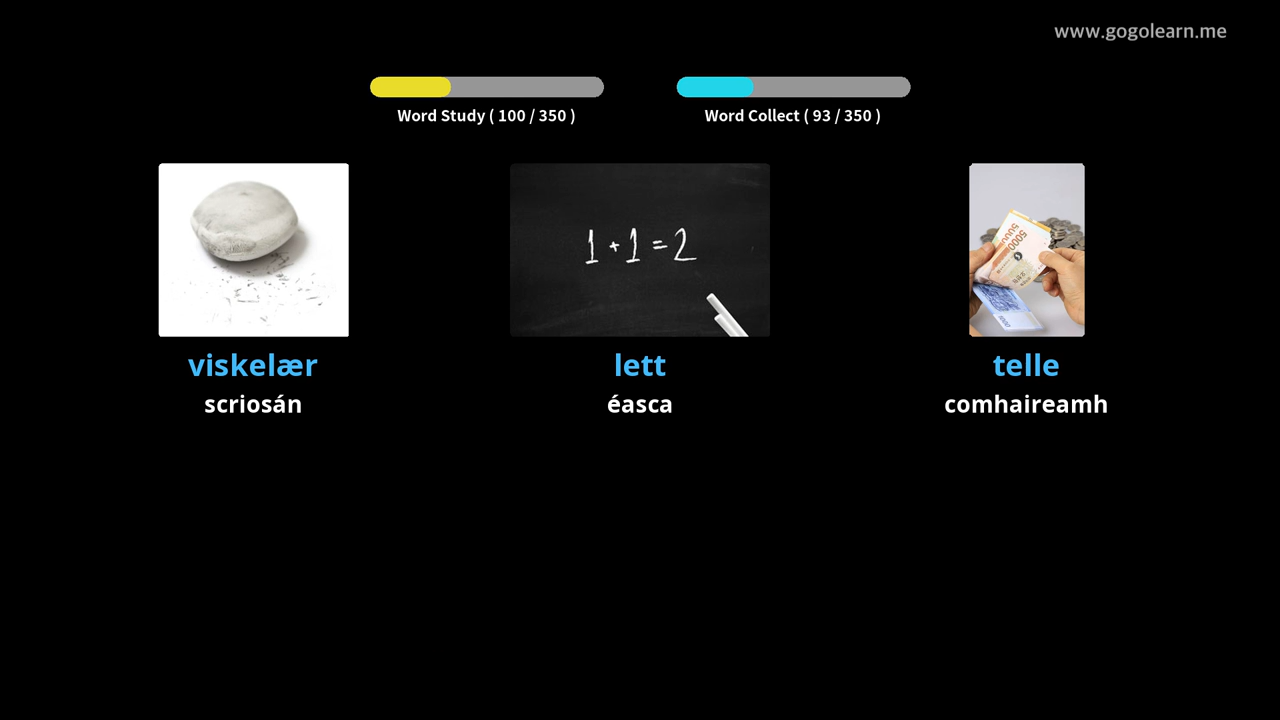 www.gogolearn.me
Word Study ( 100 / 350 )
Word Collect ( 93 / 350 )
1 + 1 = 2
viskelær
lett
telle
scriosán
éasca
comhaireamh